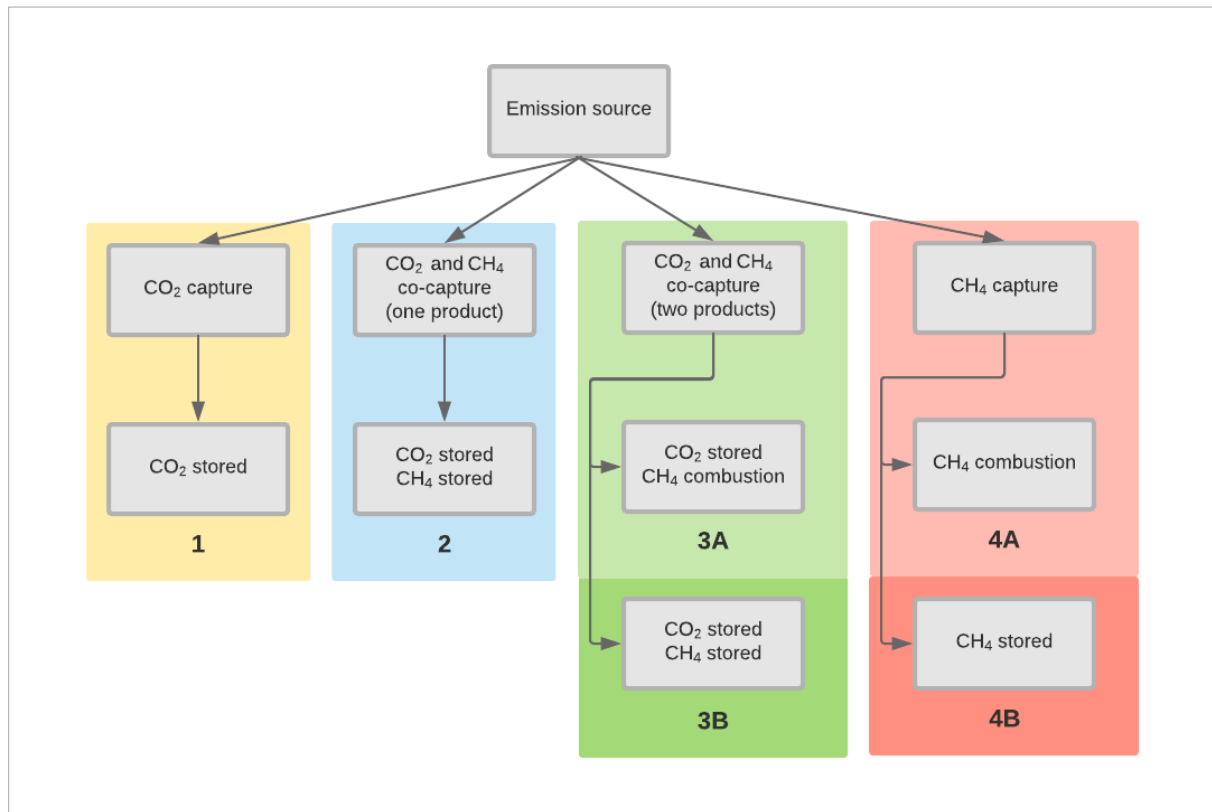 Emission source
CO₂ capture
CO₂ and CH₄
co-capture
(one product)
CO₂ and CH₄
co-capture
(two products)
CH₄ capture
CO₂ stored
CO₂ stored
CH₄ stored
CO₂ stored
CH₄ combustion
CH₄ combustion
1
2
3A
4A
CO₂ stored
CH₄ stored
CH₄ stored
3B
4B